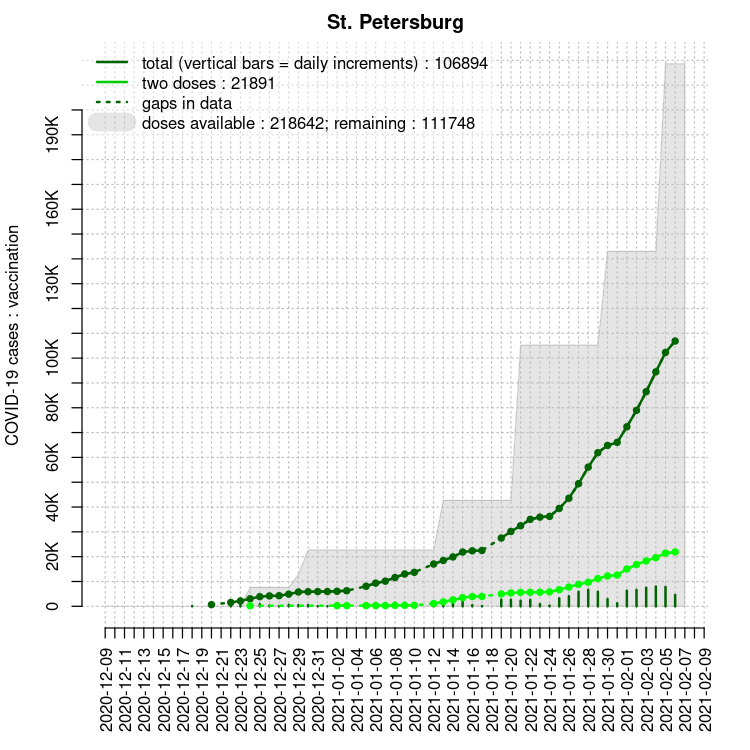 St. Petersburg
total (vertical bars = daily increments) : 106894
two doses : 21891
gaps in data
doses available : 218642; remaining : 111748
COVID-19 cases : vaccination
190K
160K
130K
100K
80K
60K
40K
20K
0
2020-12-09
2020-12-11
2020-12-13
2020-12-15
2020-12-17
2020-12-19
2020-12-21
2020-12-23
2020-12-25
2020-12-27
2020-12-29
2020-12-31
2021-01-02
2021-01-04
2021-01-06
2021-01-08
2021-01-10
2021-01-12
2021-01-14
2021-01-16
2021-01-18
2021-01-20
2021-01-22
2021-01-24
2021-01-26
2021-01-28
2021-01-30
2021-02-01
2021-02-03
2021-02-05
2021-02-07
2021-02-09